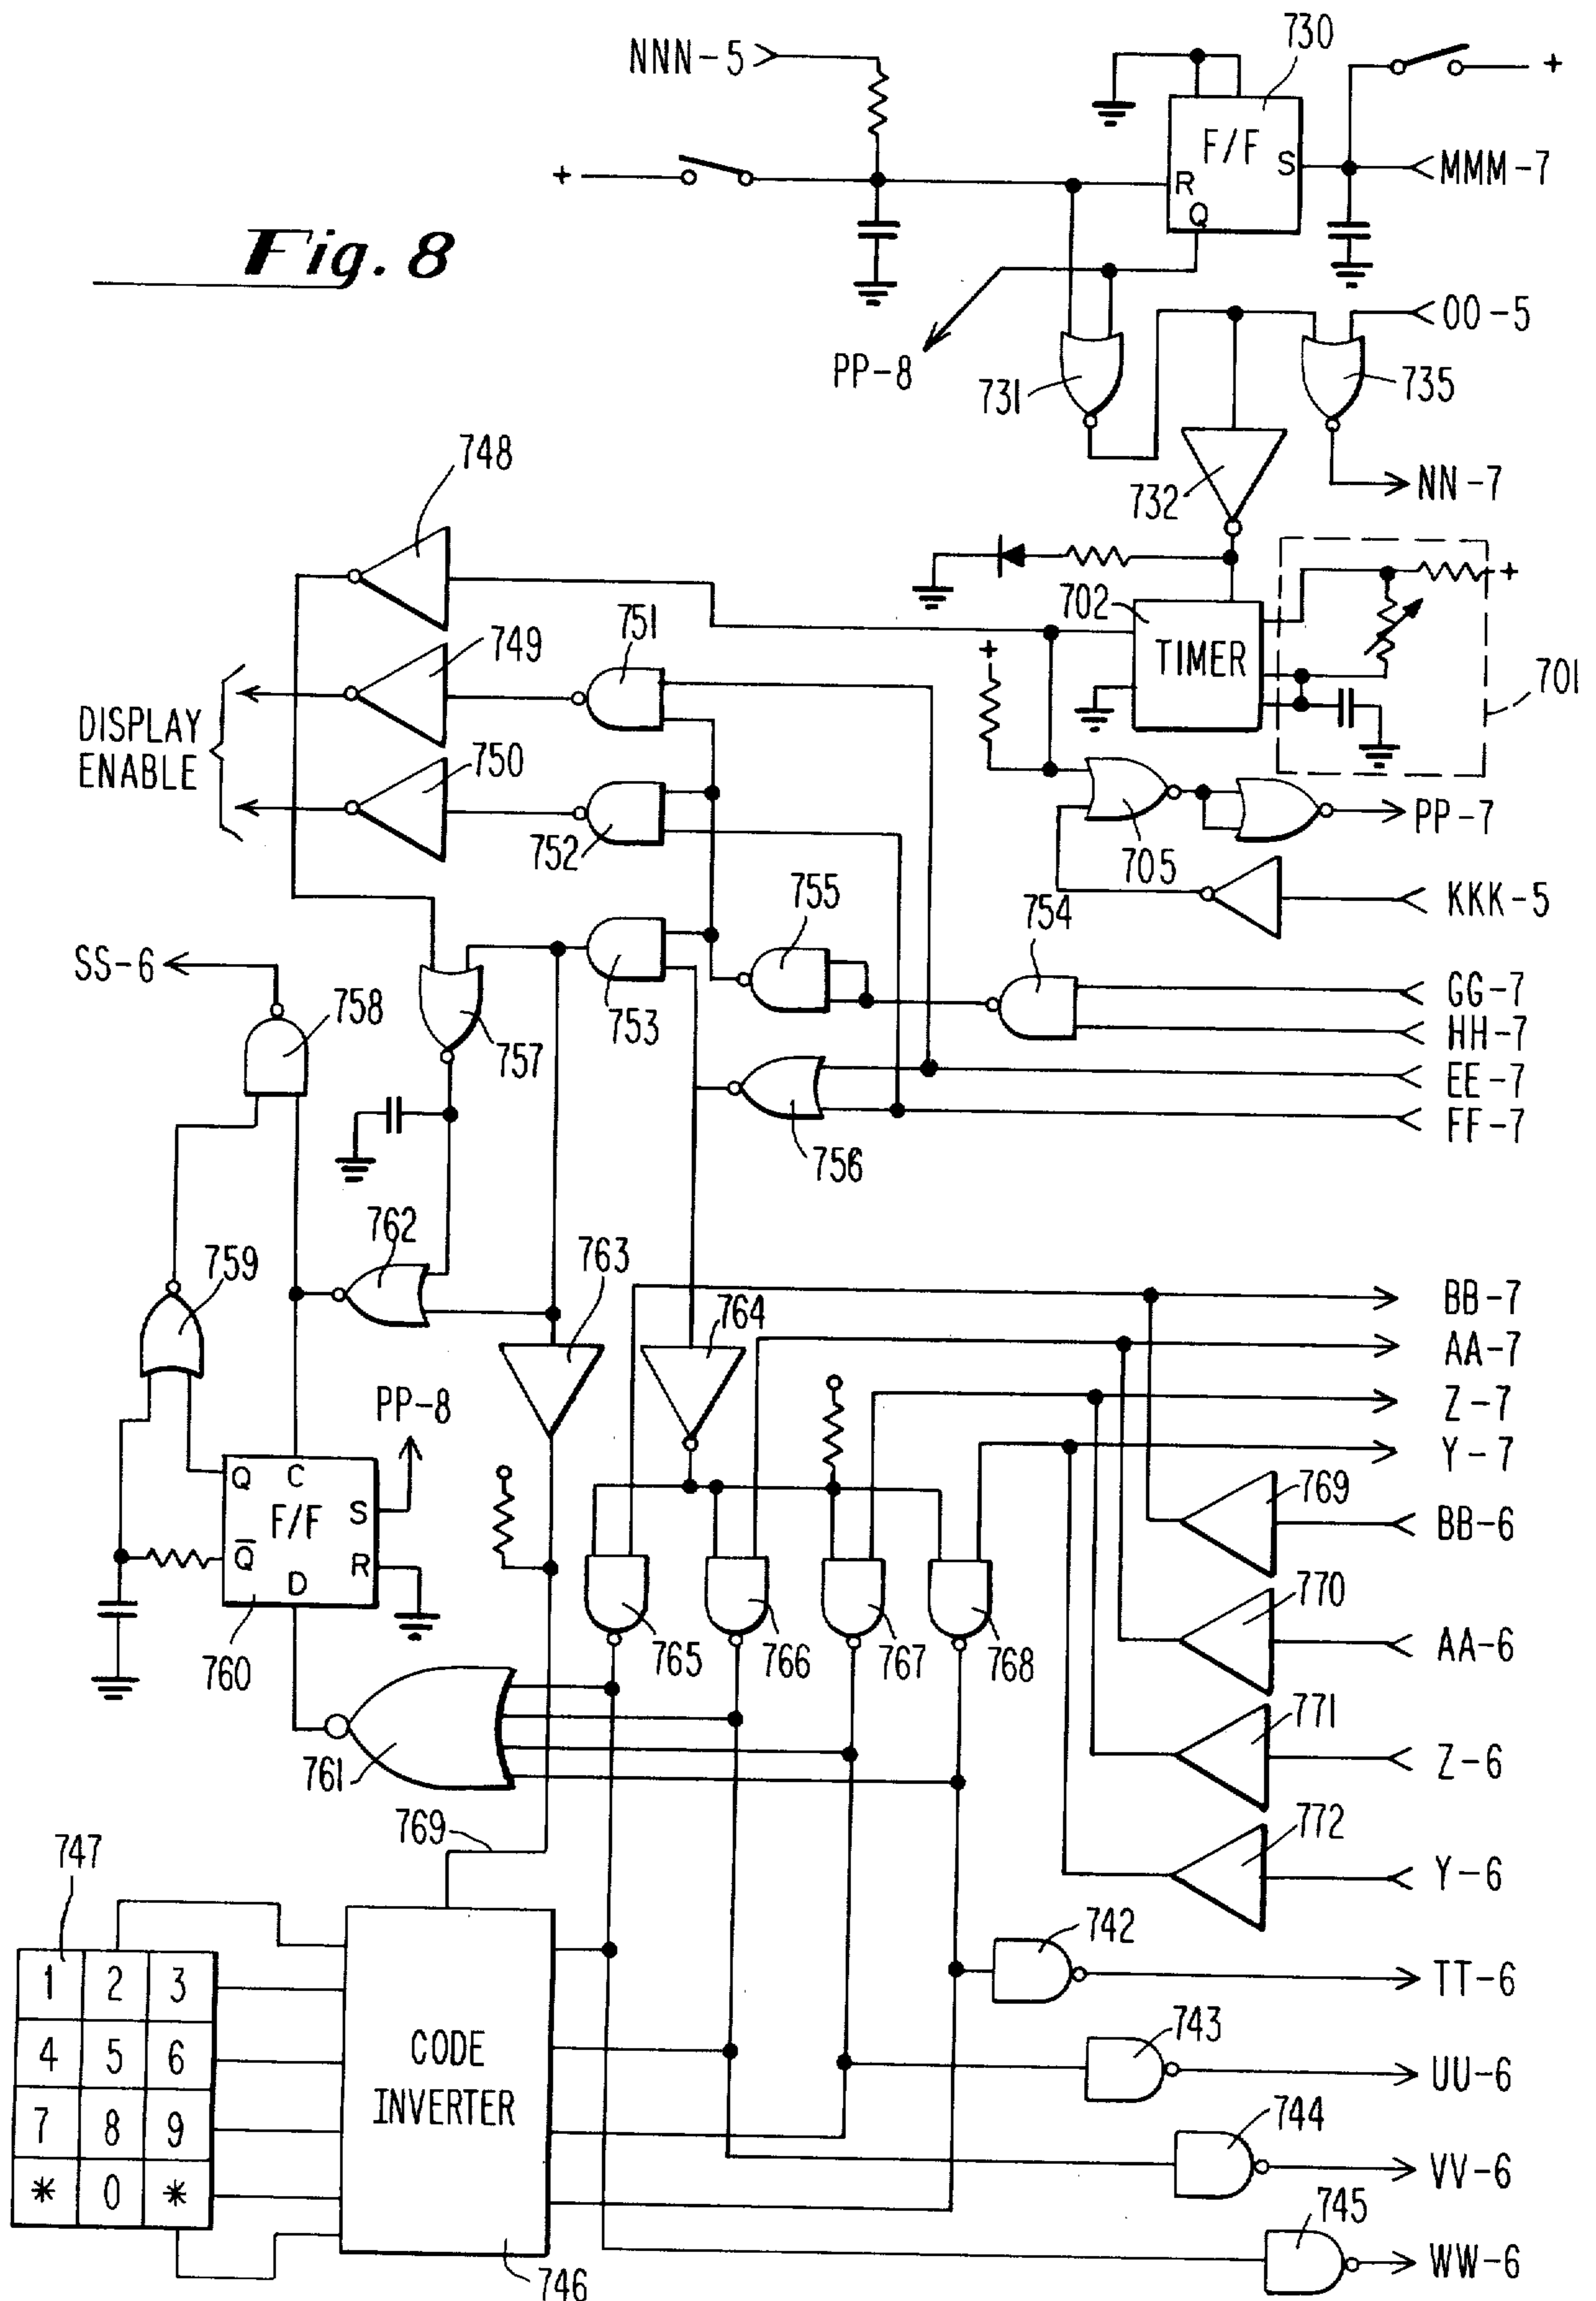 730
NNN-5
+
F/F
S
MMM-7
+
R
Q
Fig. 8
OO-5
PP-8
731
735
748
732
NN-7
702
+
751
749
+
TIMER
701
DISPLAY
ENABLE
750
752
705
PP-7
755
754
KKK-5
SS-6
758
753
GG-7
757
HH-7
EE-7
756
FF-7
762
763
759
764
BB-7
AA-7
PP-8
Z-7
Y-7
Q
C
F/F
S
769
BB-6
Q
R
D
770
760
765
766
767
768
AA-6
771
761
Z-6
769
747
772
Y-6
742
1
2
3
TT-6
743
4
5
6
CODE
INVERTER
UU-6
7
8
9
744
*
0
*
VV-6
745
746
WW-6